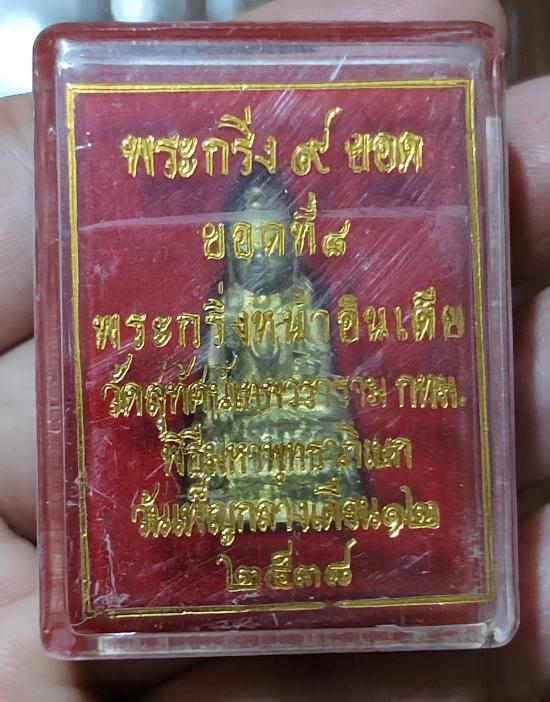 พระกริ่ง ๙ ยอด
ยอดที่ ๘
พระกริ่งหน้าอินเดีย
วัดสุทัศน์เทพวราราม กทม.
พิธีมหาพุทธาภิเษก
วันเพ็ญกลางเดือน ๑๒
๒๕๓๘